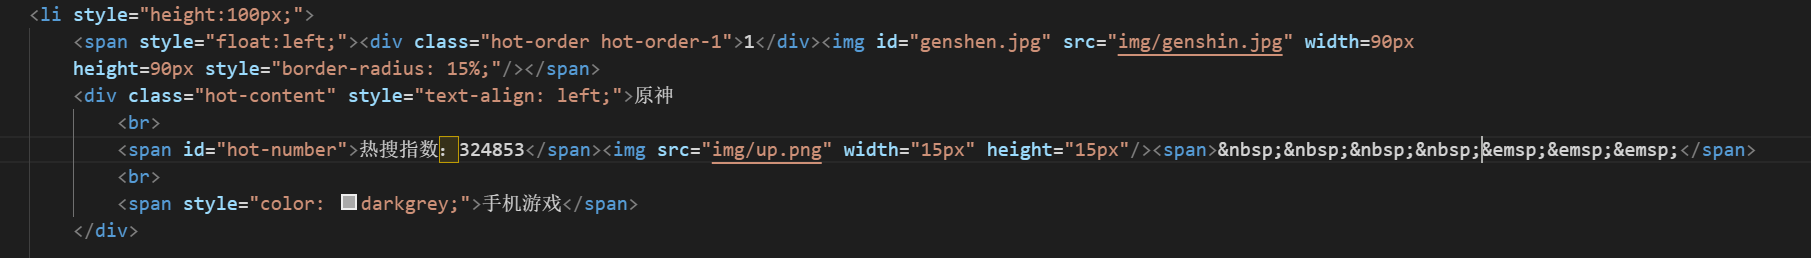 <li style="height:100px;">
<span style="float:left;"><div class="hot-order hot-order-1">1</div><img id="genshen.jpg" src="img/genshin.jpg" width=90px
height=90px style="border-radius: 15%;"/></span>
<div class="hot-content" style="text-align: left;">原神
<br>
<span id="hot-number">热搜指数：324853</span><img src="img/up.png" width="15px" height="15px"/><span>&nbsp;&nbsp;&nbsp;&nbsp;&emsp;&emsp;&emsp;</span>
<br>
<span style="color: darkgrey;">手机游戏</span>
</div>